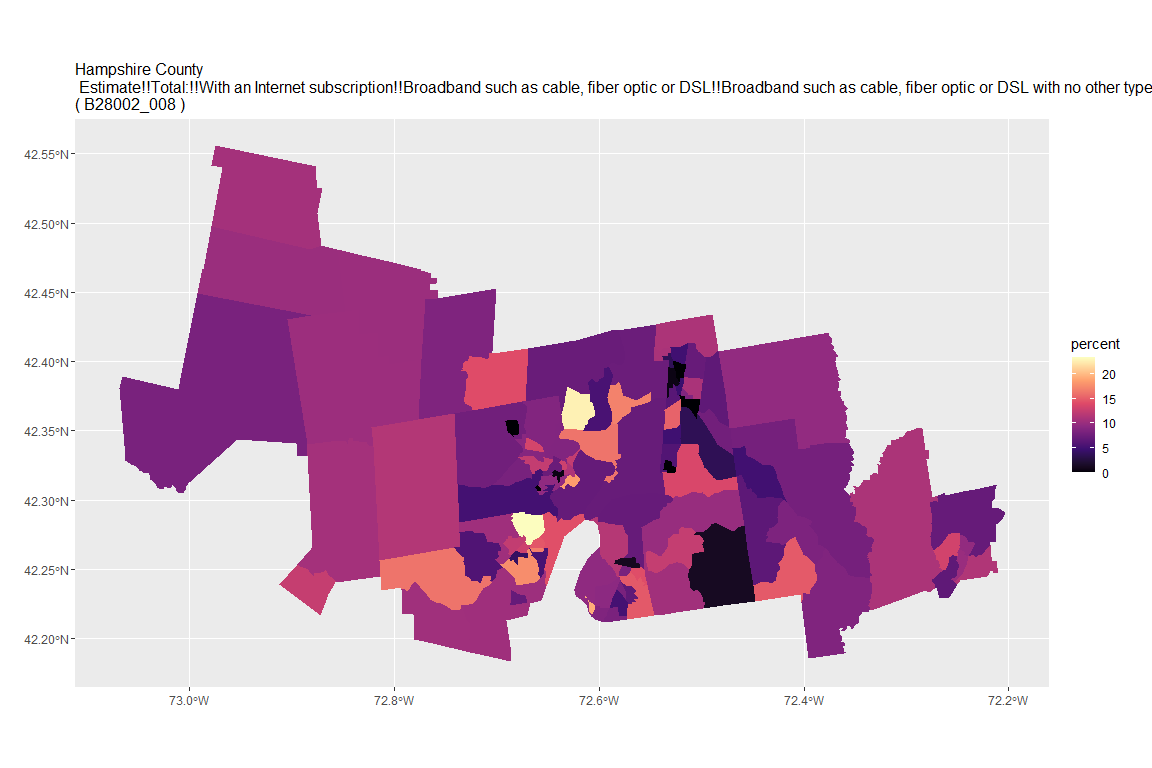 Hampshire County
Estimate!!Total:!!With an Internet subscription!!Broadband such as cable, fiber optic or DSL!!Broadband such as cable, fiber optic or DSL with no other type
( B28002_008 )
42.55°N
42.50°N
42.45°N
42.40°N
42.35°N
42.30°N
42.25°N
42.20°N
73.0°W
72.8°W
72.6°W
72.4°W
72.2°W
percent
20
15
10
5
0